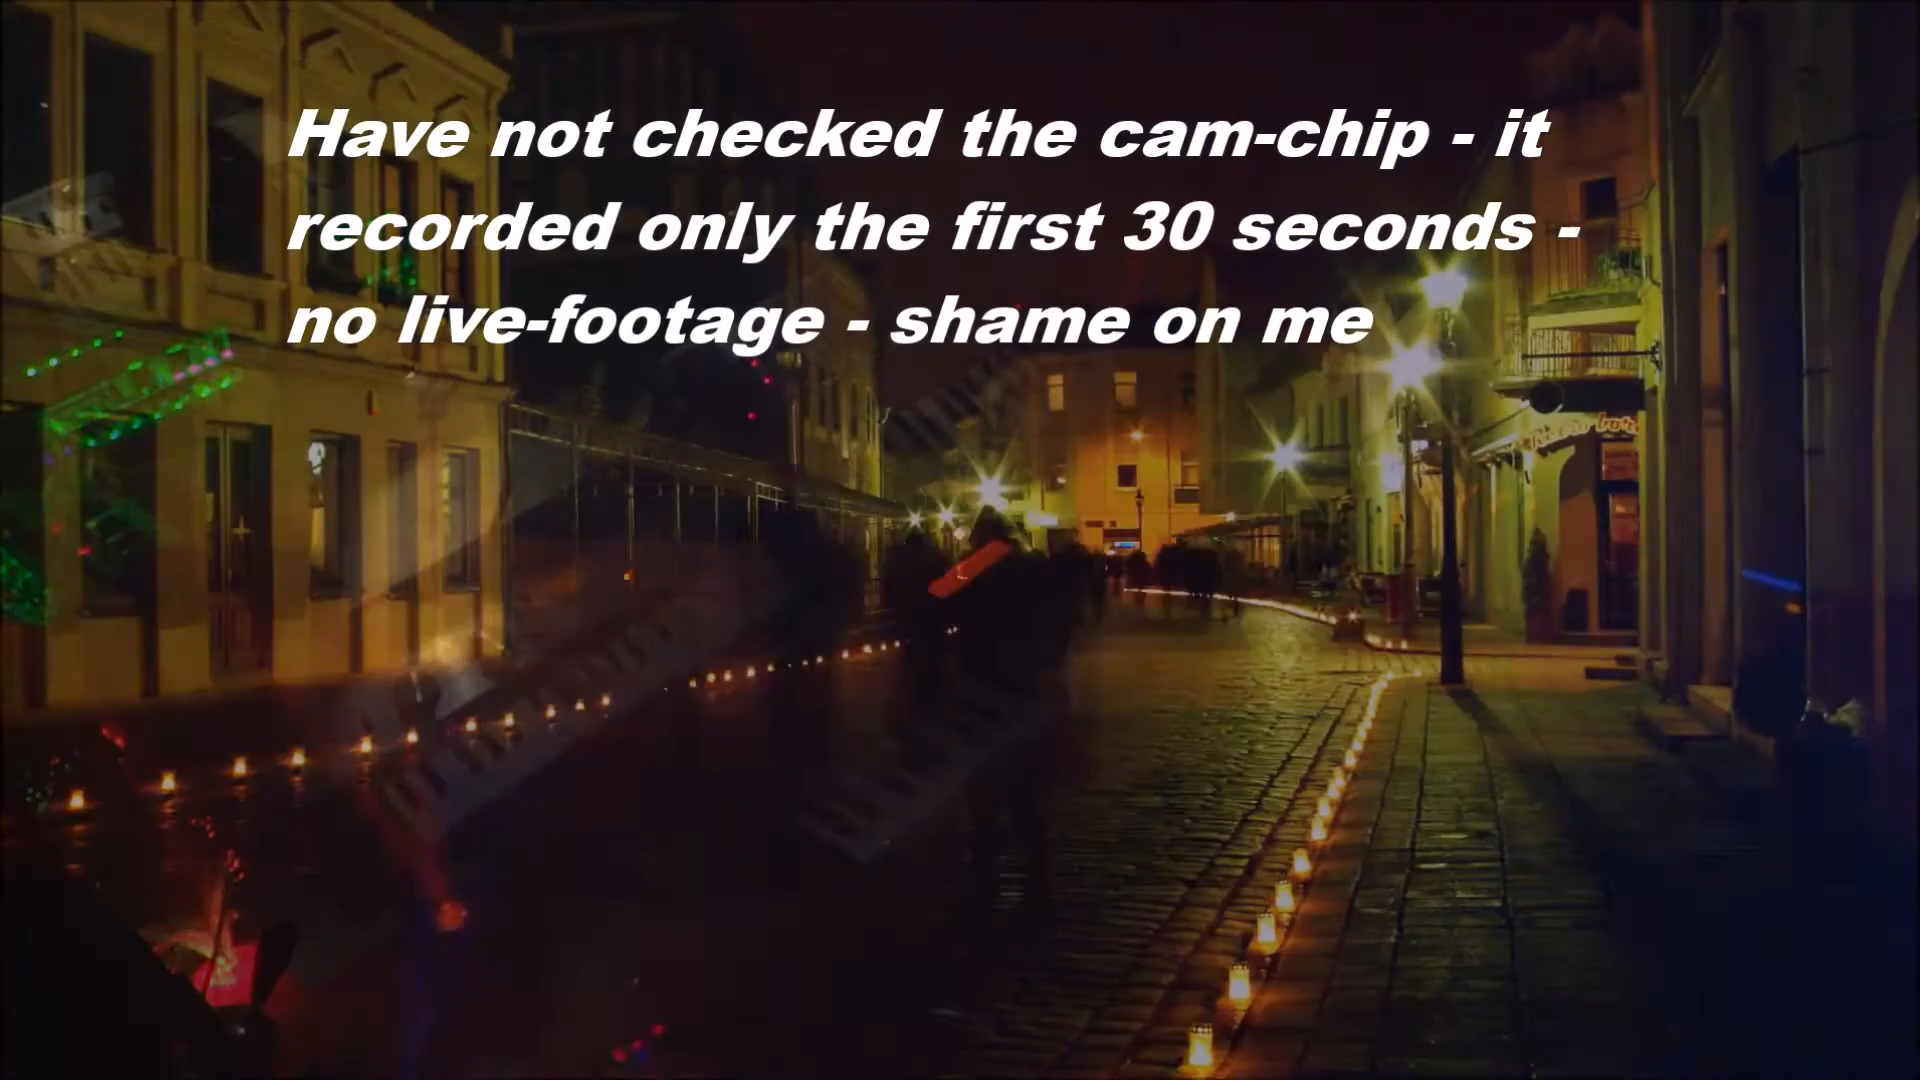 Have not checked the cam-chip - it
recorded only the first 30 seconds -
no live-footage - shame on me